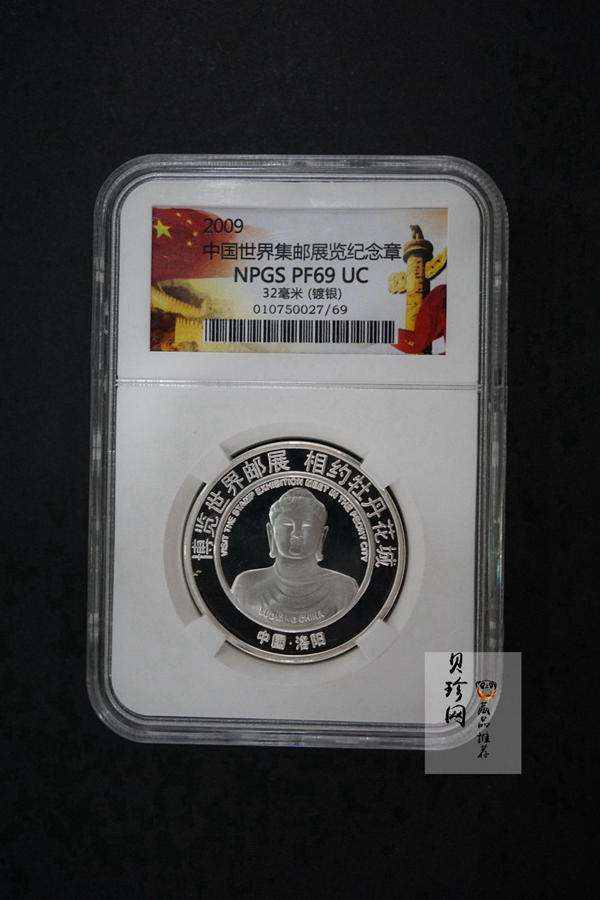 2009
中国世界集邮展览纪念章
NPGS PF69 UC
32毫米 (镀银)
010750027/69
博览世界邮展 相约牡丹花城
VISIT THE STAMP EXHIBITION MEET IN THE PEONY CITY
LUOYANG CHINA
中國·洛阳
贝珍网
藏品推荐